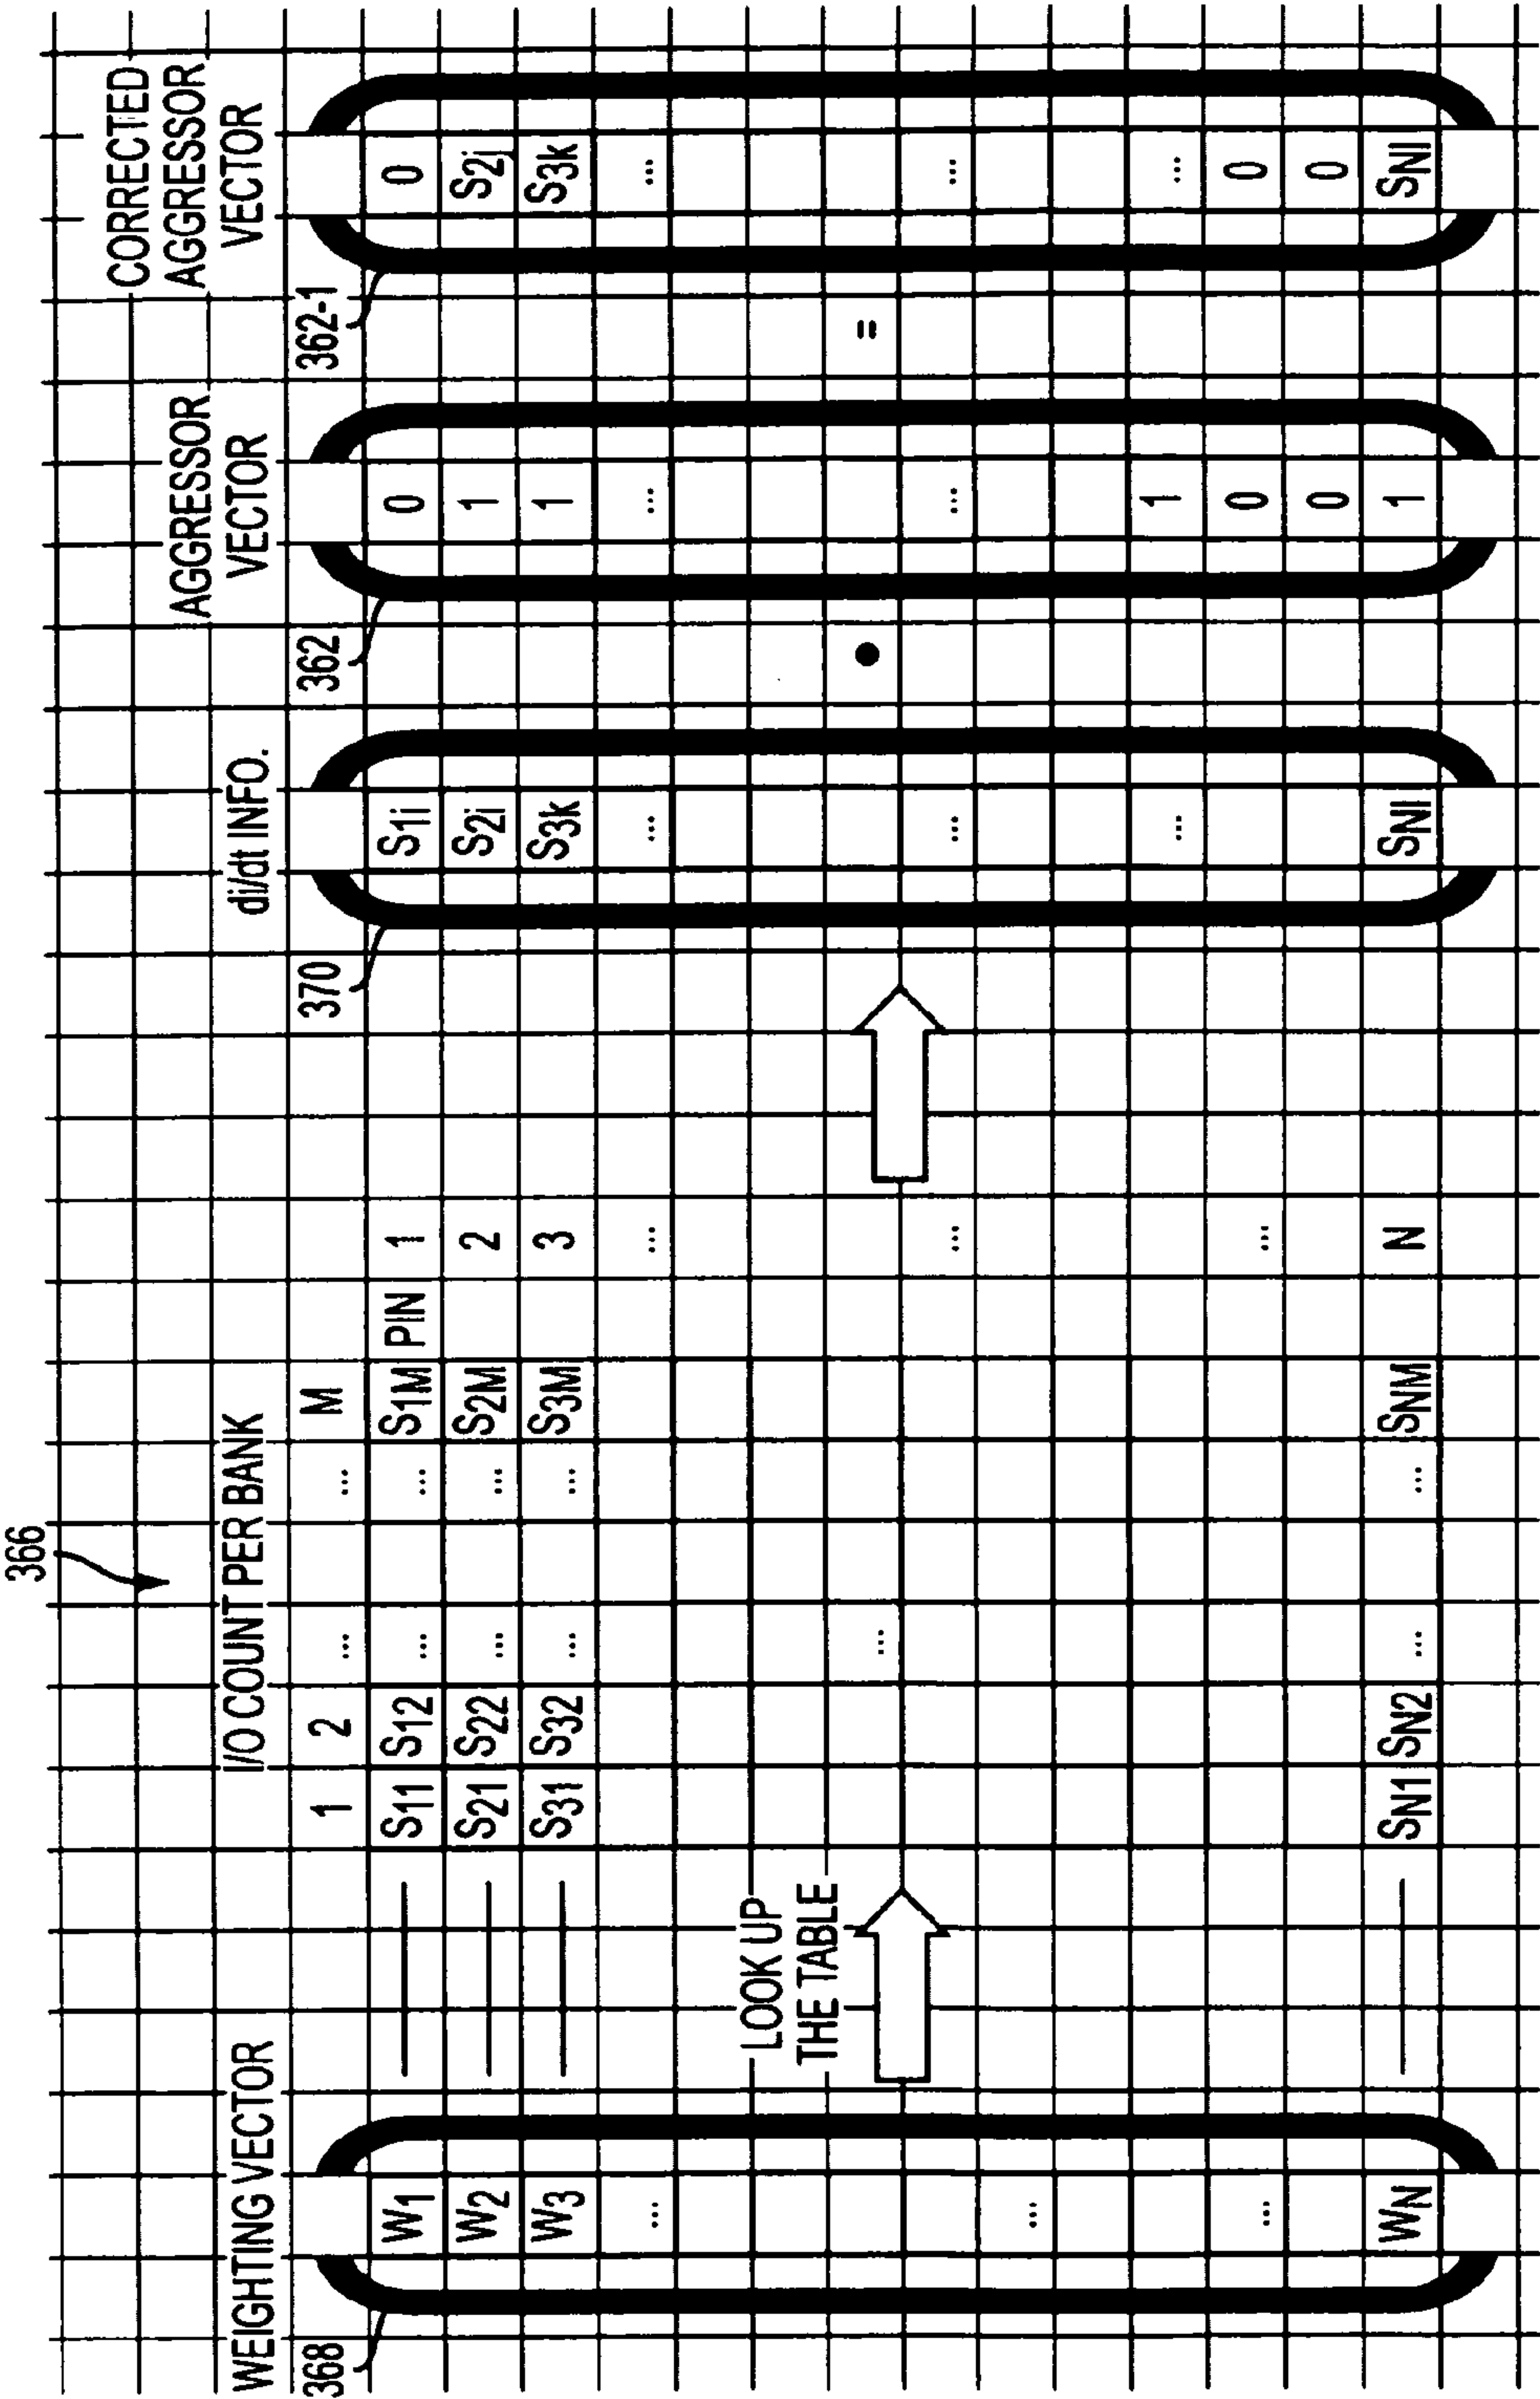 366
CORRECTED
AGGRESSOR AGGRESSOR
WEIGHTING VECTOR I/O COUNT PER BANK di/dt INFO. VECTOR VECTOR
368 1 2 ... ... M 370 362 362-1
W1 S11 S12 ... ... S1M PIN 1 S1i 0 0
W2 S21 S22 ... ... S2M 2 S2i 1 S2j
W3 S31 S32 ... ... S3M 3 S3k 1 S3k
... ... ... ... ...
LOOK UP
THE TABLE ... • =
... ... ... ...
...
... 1 ...
... ... 0 0
0 0
WN SN1 SN2 ... ... SNM N SNl 1 SNl